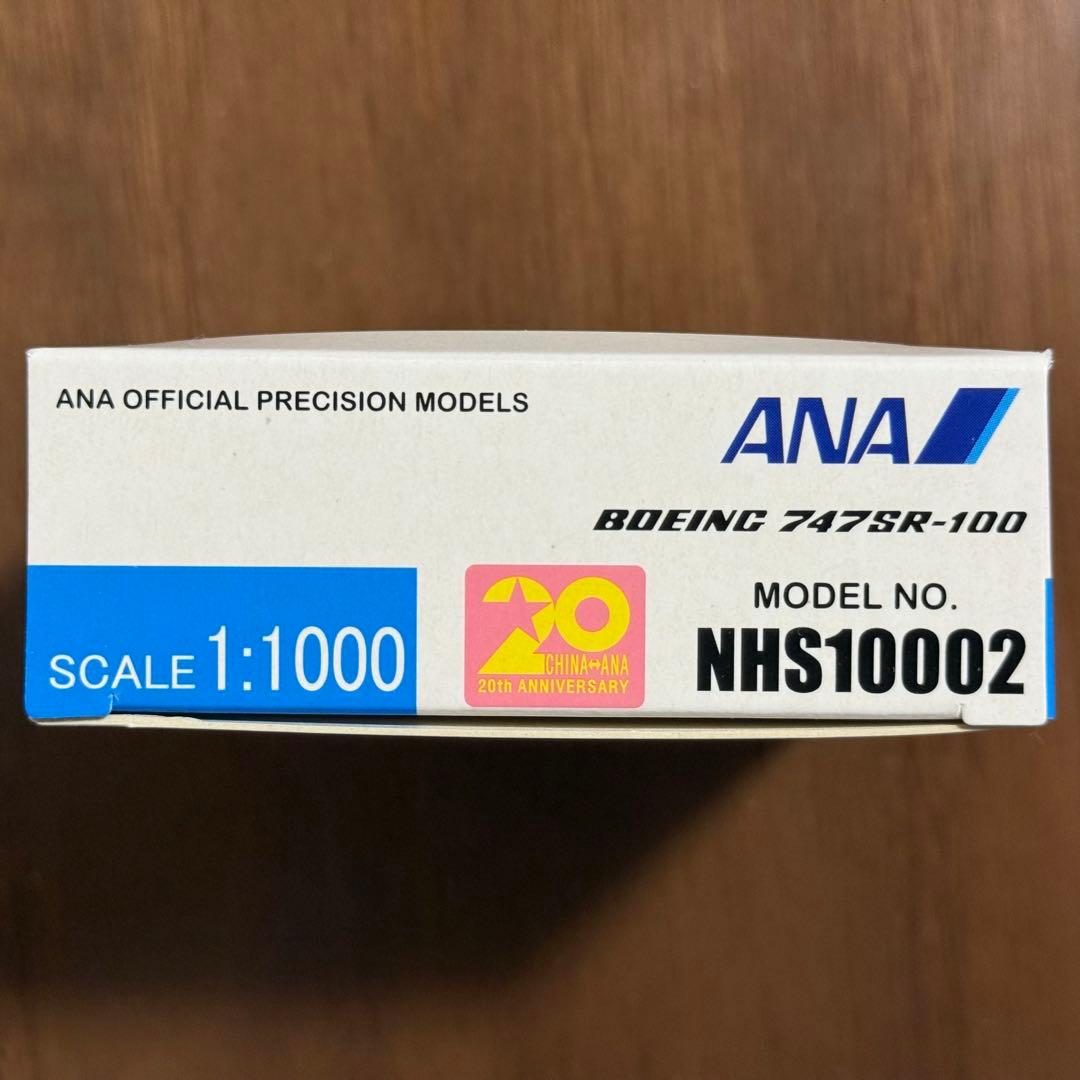 ANA OFFICIAL PRECISION MODELS
ANA
BOEING 747SR-100
SCALE 1:1000
20
CHINA↔ANA
20th ANNIVERSARY
MODEL NO.
NHS10002